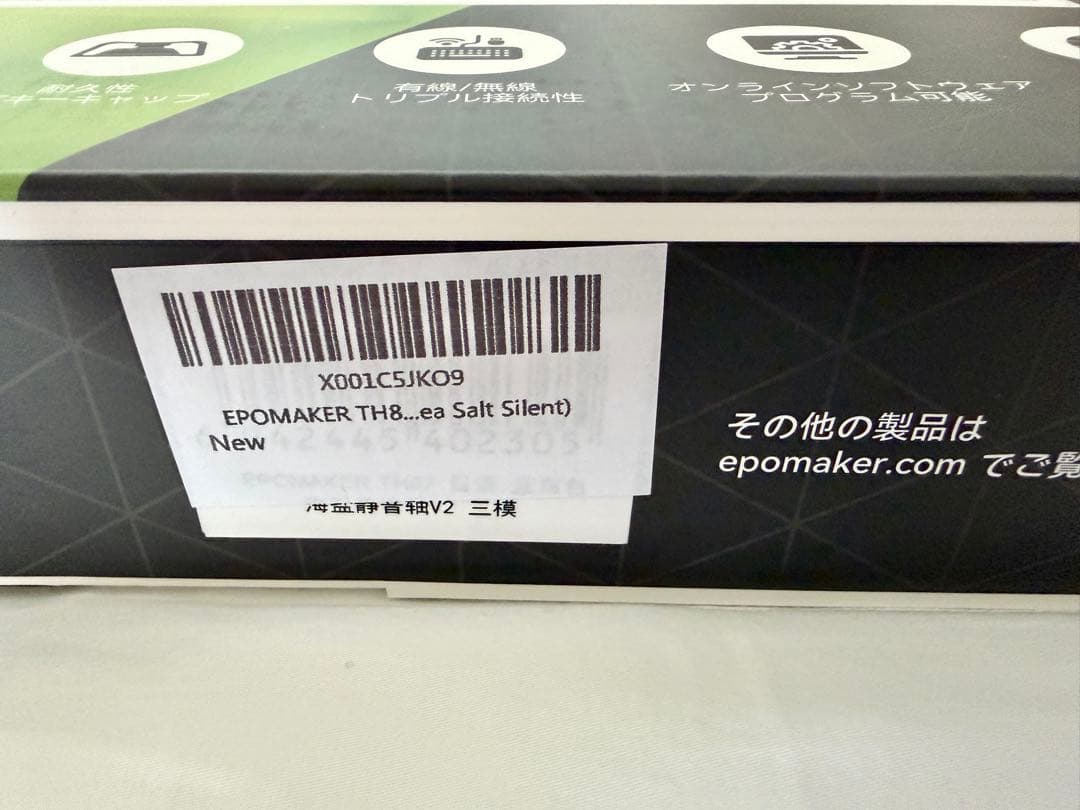 耐久性
キーキャップ
有線/無線
トリプル接続性
オンラインソフトウェア
プログラム可能
X001C5JKO9
EPOMAKER TH8...ea Salt Silent)
New
海盐静音轴V2 三模
その他の製品は
epomaker.com でご覧